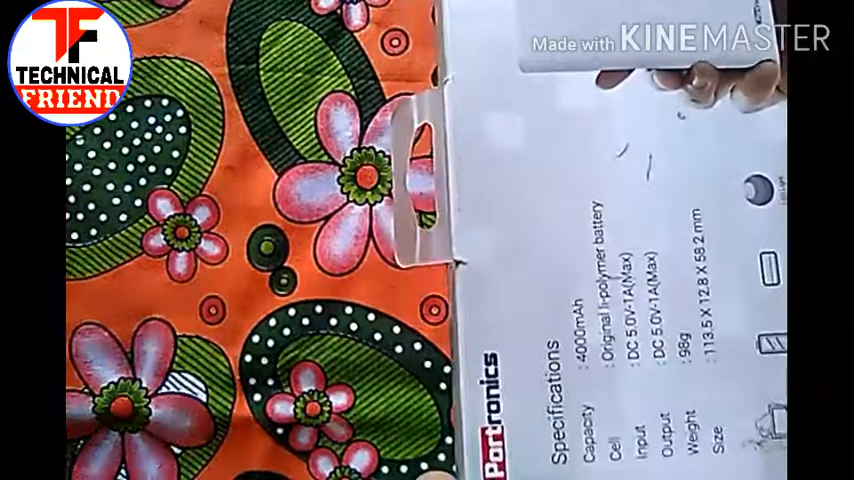 TF
TECHNICAL
FRIEND
Made with KINEMASTER
Portronics
Specifications
Capacity : 4000mAh
Cell : Original li-polymer battery
Input : DC 5.0V-1A(Max)
Output : DC 5.0V-1A(Max)
Weight : 98g
Size : 113.5 X 12.8 X 58.2 mm